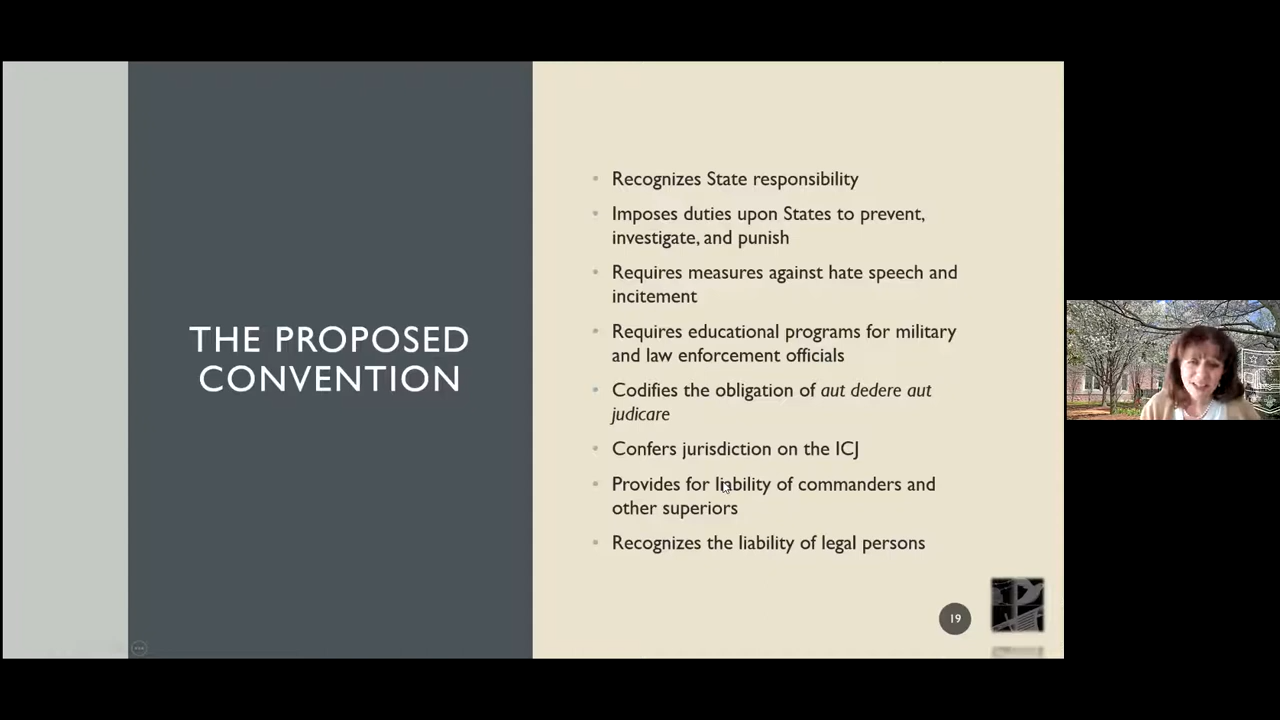 THE PROPOSED
CONVENTION
Recognizes State responsibility
Imposes duties upon States to prevent,
investigate, and punish
Requires measures against hate speech and
incitement
Requires educational programs for military
and law enforcement officials
Codifies the obligation of aut dedere aut
judicare
Confers jurisdiction on the ICJ
Provides for liability of commanders and
other superiors
Recognizes the liability of legal persons
19